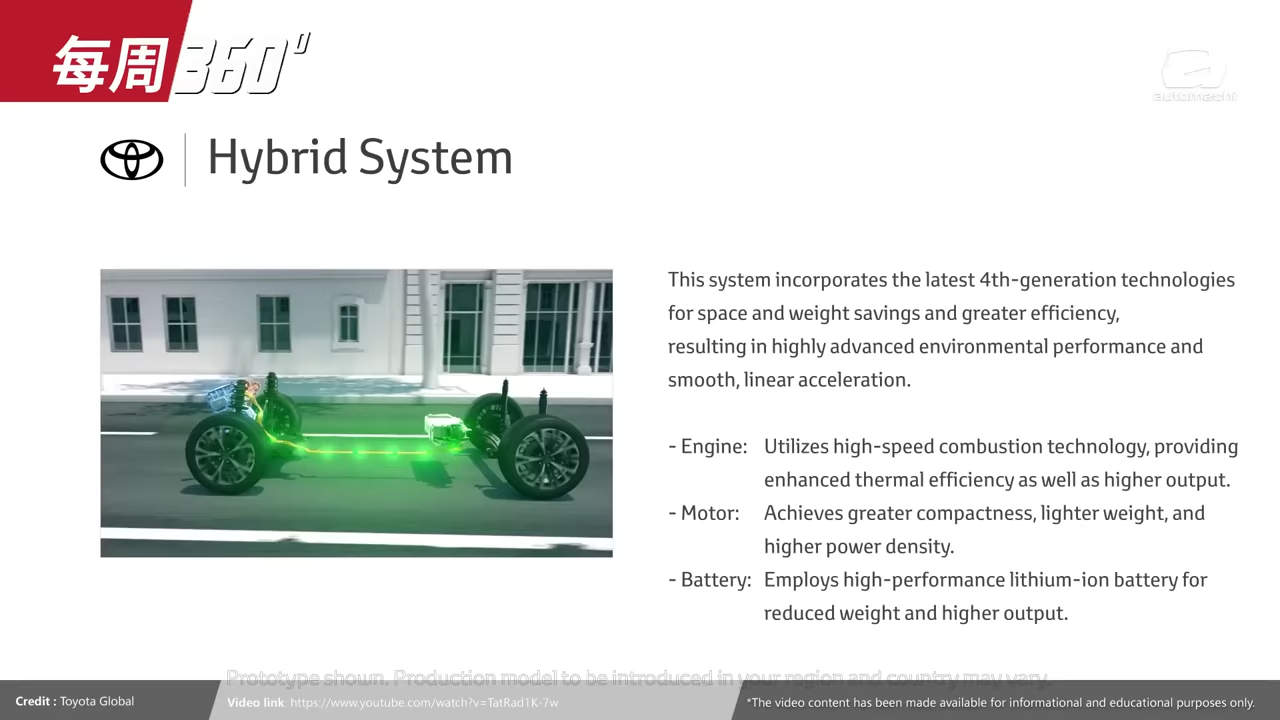 每周360°
automachi
Hybrid System
This system incorporates the latest 4th-generation technologies
for space and weight savings and greater efficiency,
resulting in highly advanced environmental performance and
smooth, linear acceleration.
- Engine: Utilizes high-speed combustion technology, providing
enhanced thermal efficiency as well as higher output.
- Motor: Achieves greater compactness, lighter weight, and
higher power density.
- Battery: Employs high-performance lithium-ion battery for
reduced weight and higher output.
Prototype shown. Production model to be introduced in your region and country may vary.
Credit : Toyota Global
Video link: https://www.youtube.com/watch?v=TatRad1K-7w
*The video content has been made available for informational and educational purposes only.